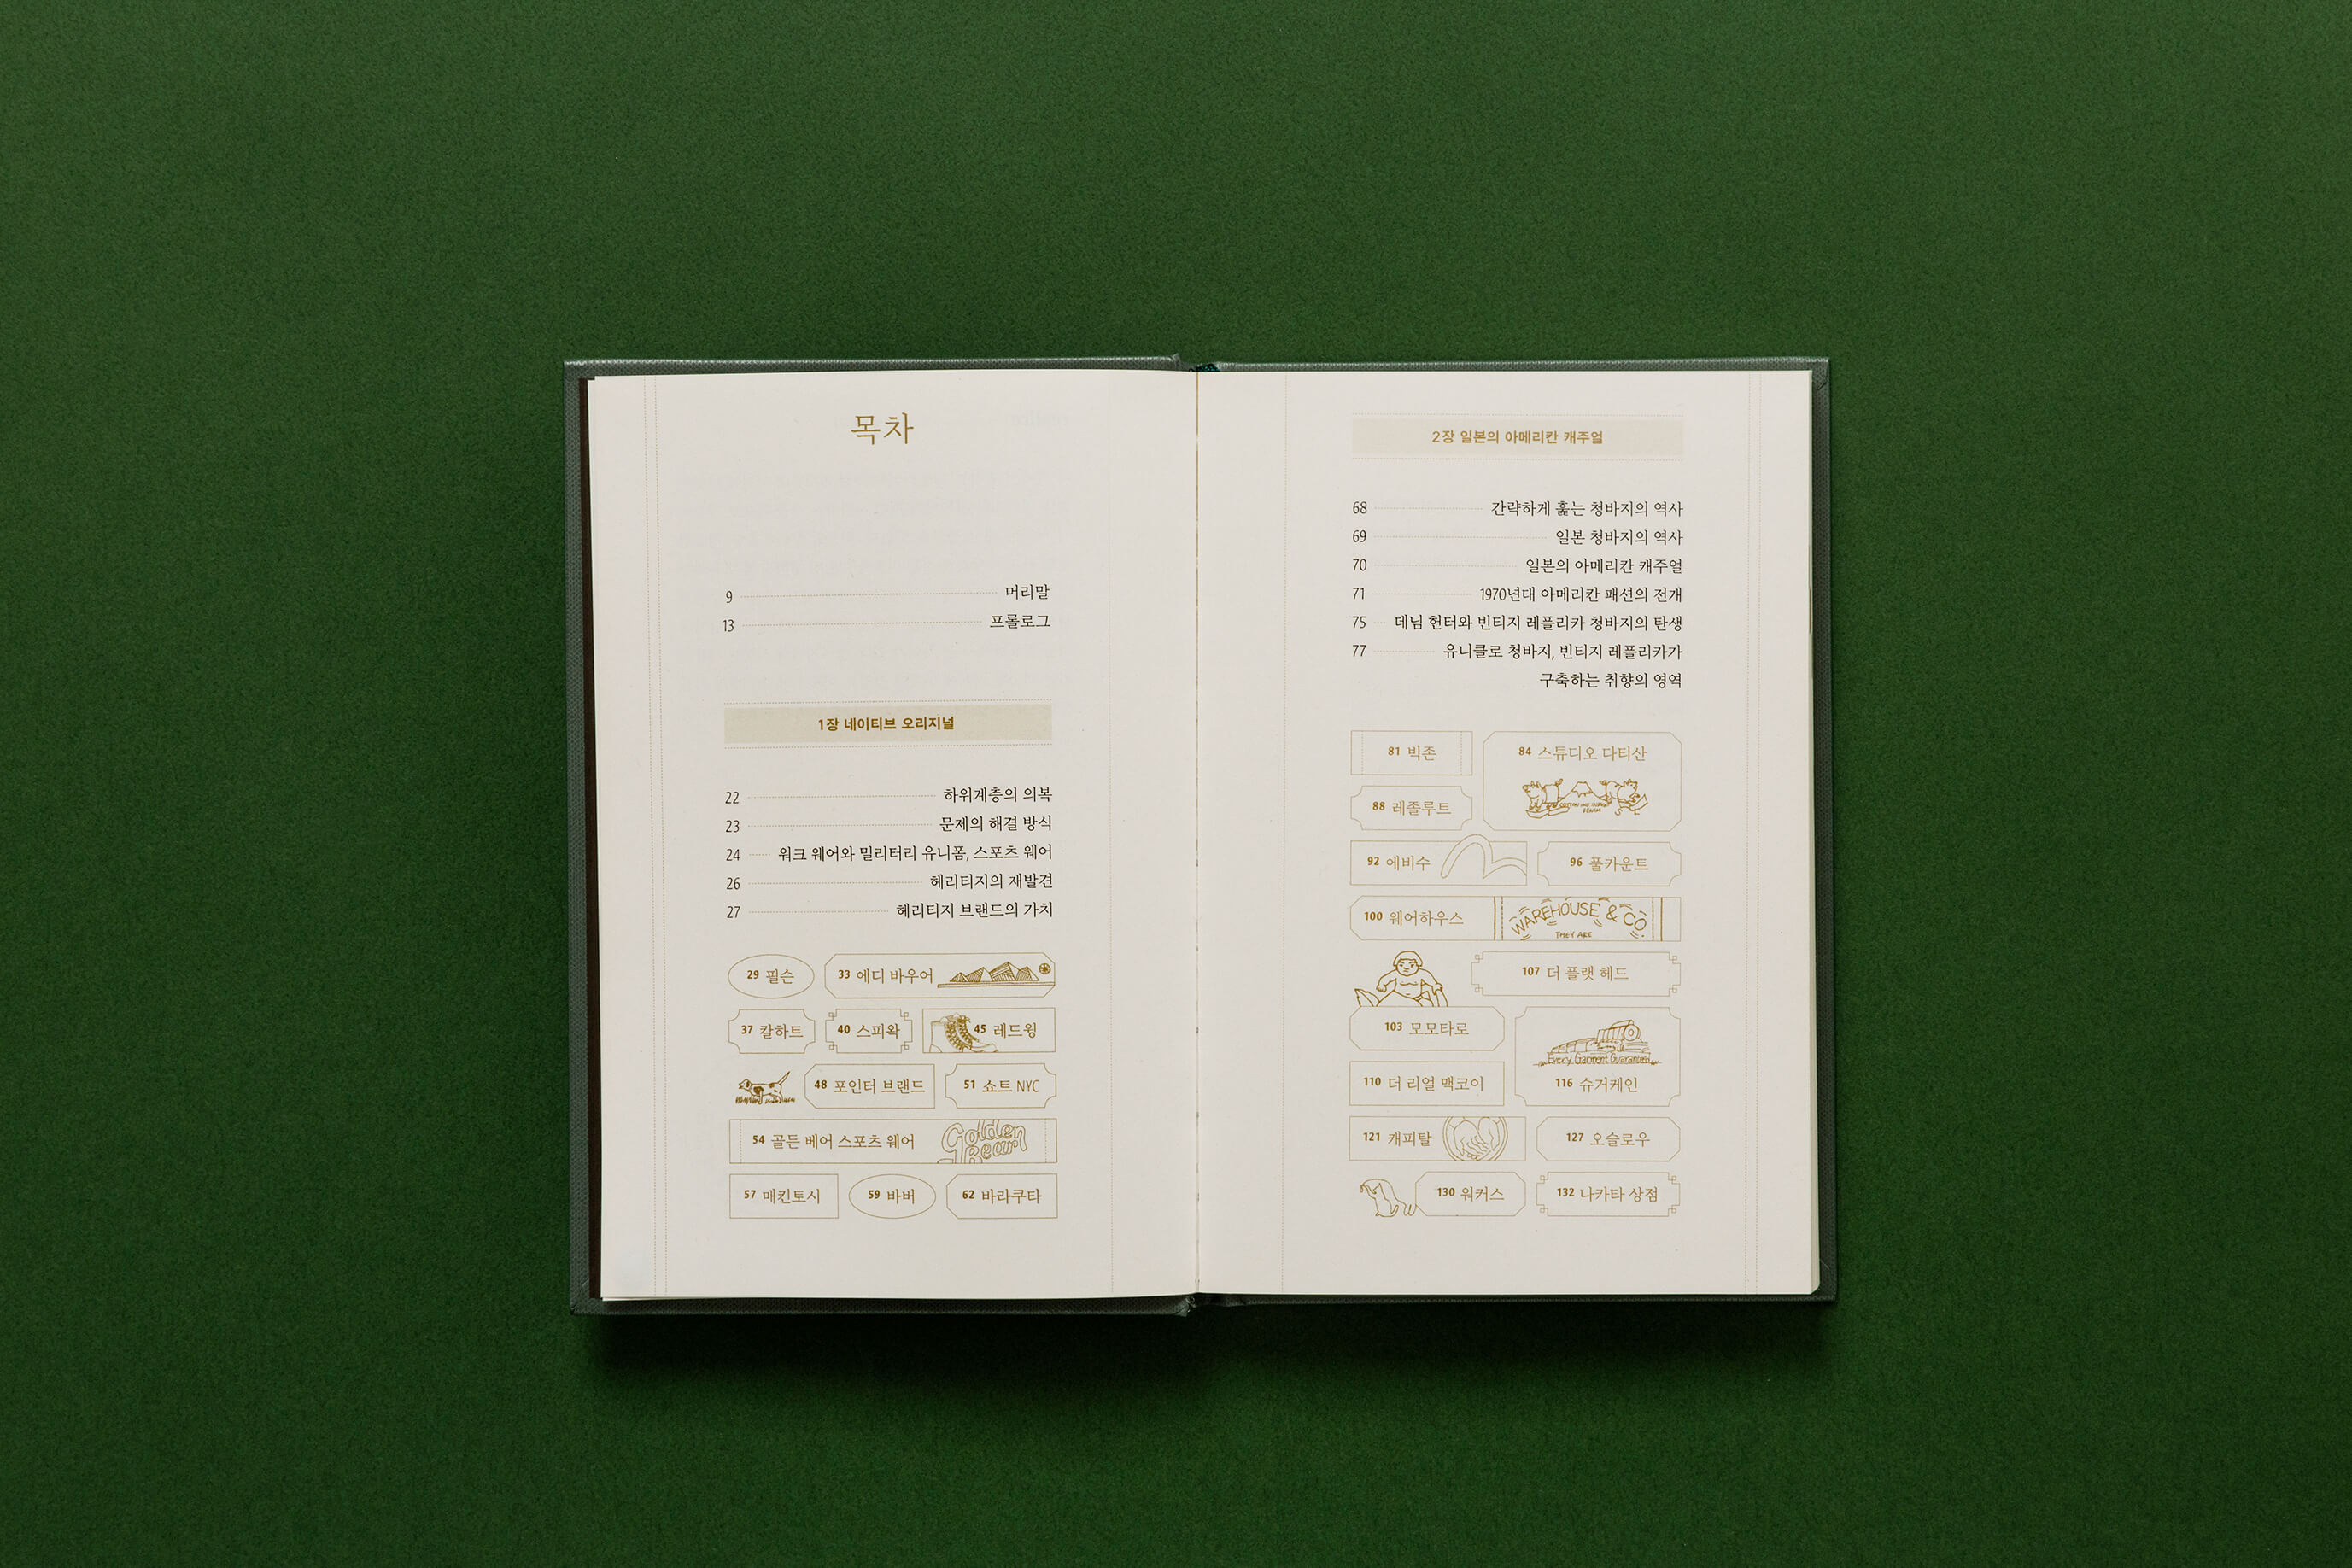 목차
9 머리말
13 프롤로그
1장 네이티브 오리지널
22 하위계층의 의복
23 문제의 해결 방식
24 워크 웨어와 밀리터리 유니폼, 스포츠 웨어
26 헤리티지의 재발견
27 헤리티지 브랜드의 가치
29 필슨
33 에디 바우어
37 칼하트
40 스피왁
45 레드윙
48 포인터 브랜드
51 쇼트 NYC
54 골든 베어 스포츠 웨어
Golden
Bear
57 매킨토시
59 바버
62 바라쿠타
2장 일본의 아메리칸 캐주얼
68 간략하게 훑는 청바지의 역사
69 일본 청바지의 역사
70 일본의 아메리칸 캐주얼
71 1970년대 아메리칸 패션의 전개
75 데님 헌터와 빈티지 레플리카 청바지의 탄생
77 유니클로 청바지, 빈티지 레플리카가
구축하는 취향의 영역
81 빅존
84 스튜디오 다티산
88 레졸루트
92 에비수
96 풀카운트
100 웨어하우스
WAREHOUSE & CO.
THEY ARE
107 더 플랫 헤드
103 모모타로
110 더 리얼 맥코이
Every Garment Guaranteed
116 슈거케인
121 캐피탈
127 오슬로우
130 워커스
132 나카타 상점